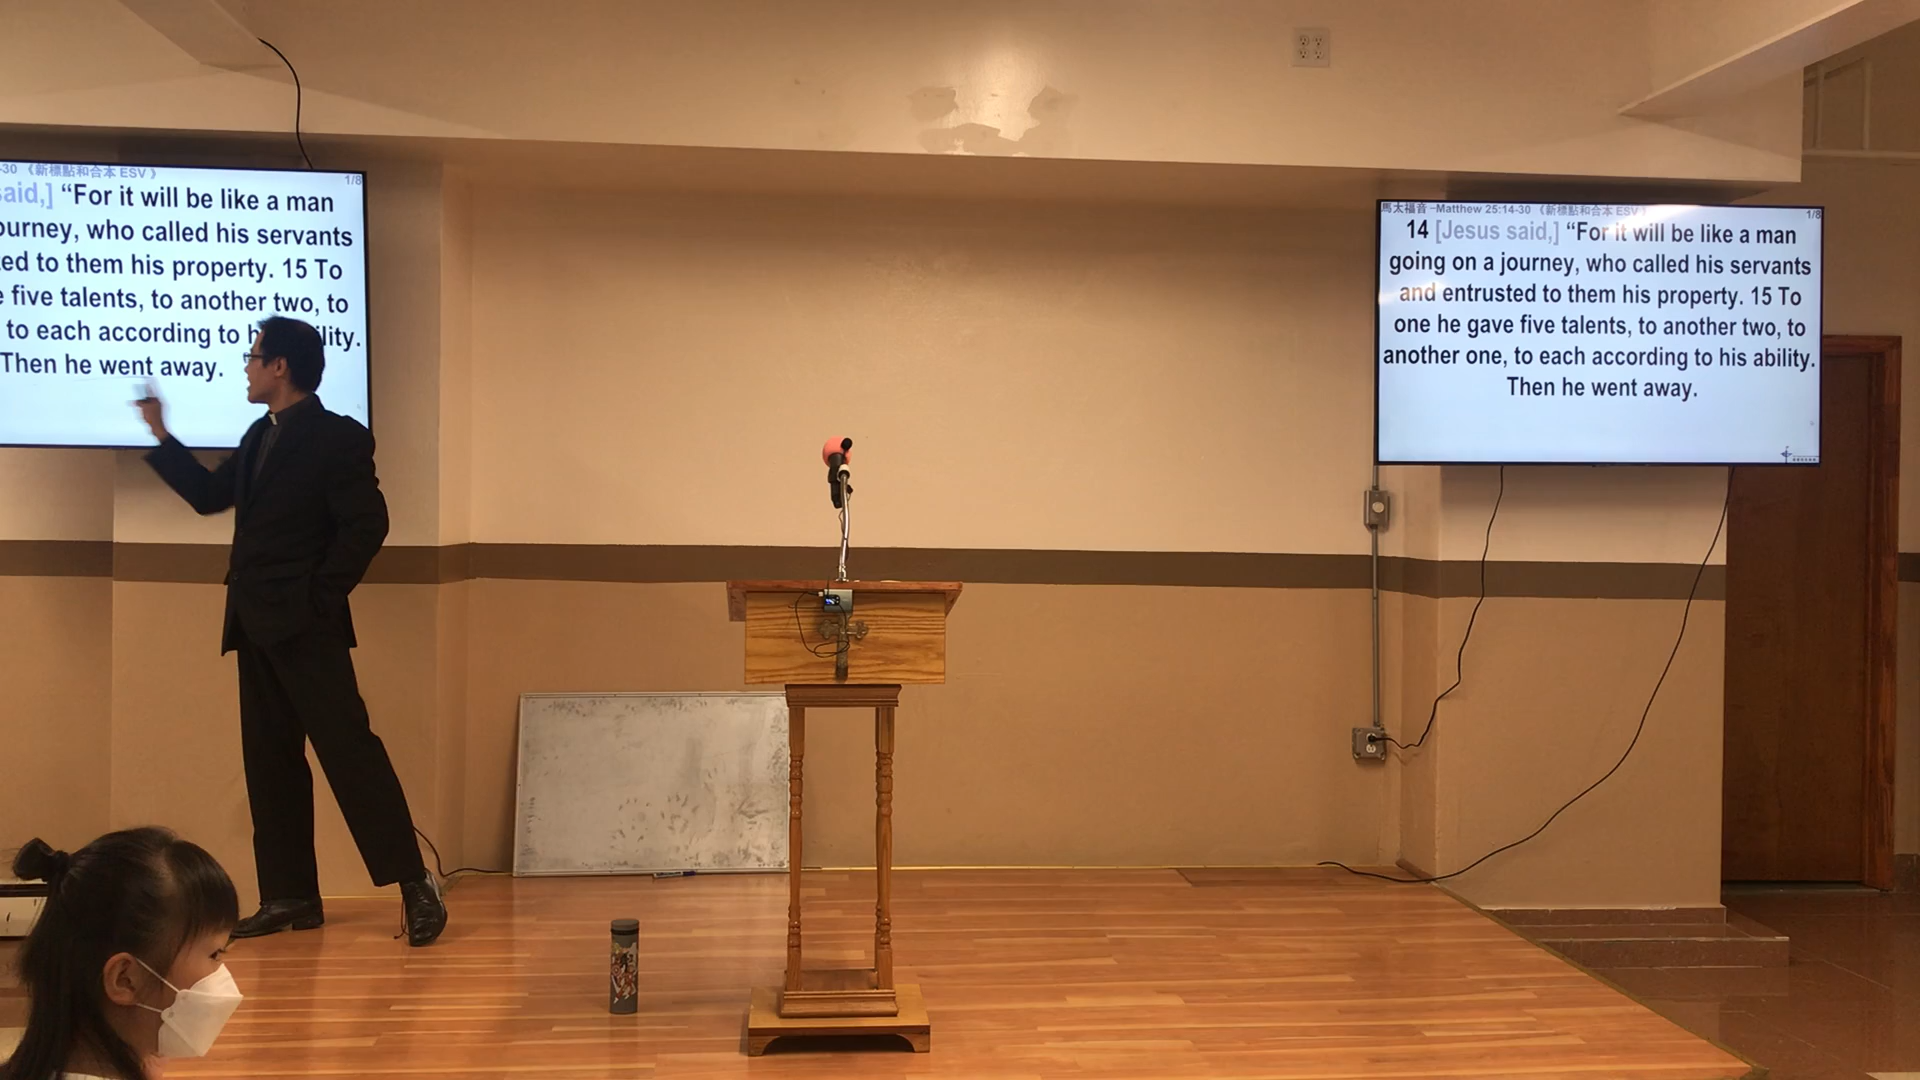 -30 《新標點和合本 ESV 》
1/8
said,] “For it will be like a man
ourney, who called his servants
ed to them his property. 15 To
e five talents, to another two, to
to each according to h ility.
Then he went away.
馬太福音 –Matthew 25:14-30 《新標點和合本 ESV 》
1/8
14 [Jesus said,] “For it will be like a man
going on a journey, who called his servants
and entrusted to them his property. 15 To
one he gave five talents, to another two, to
another one, to each according to his ability.
Then he went away.